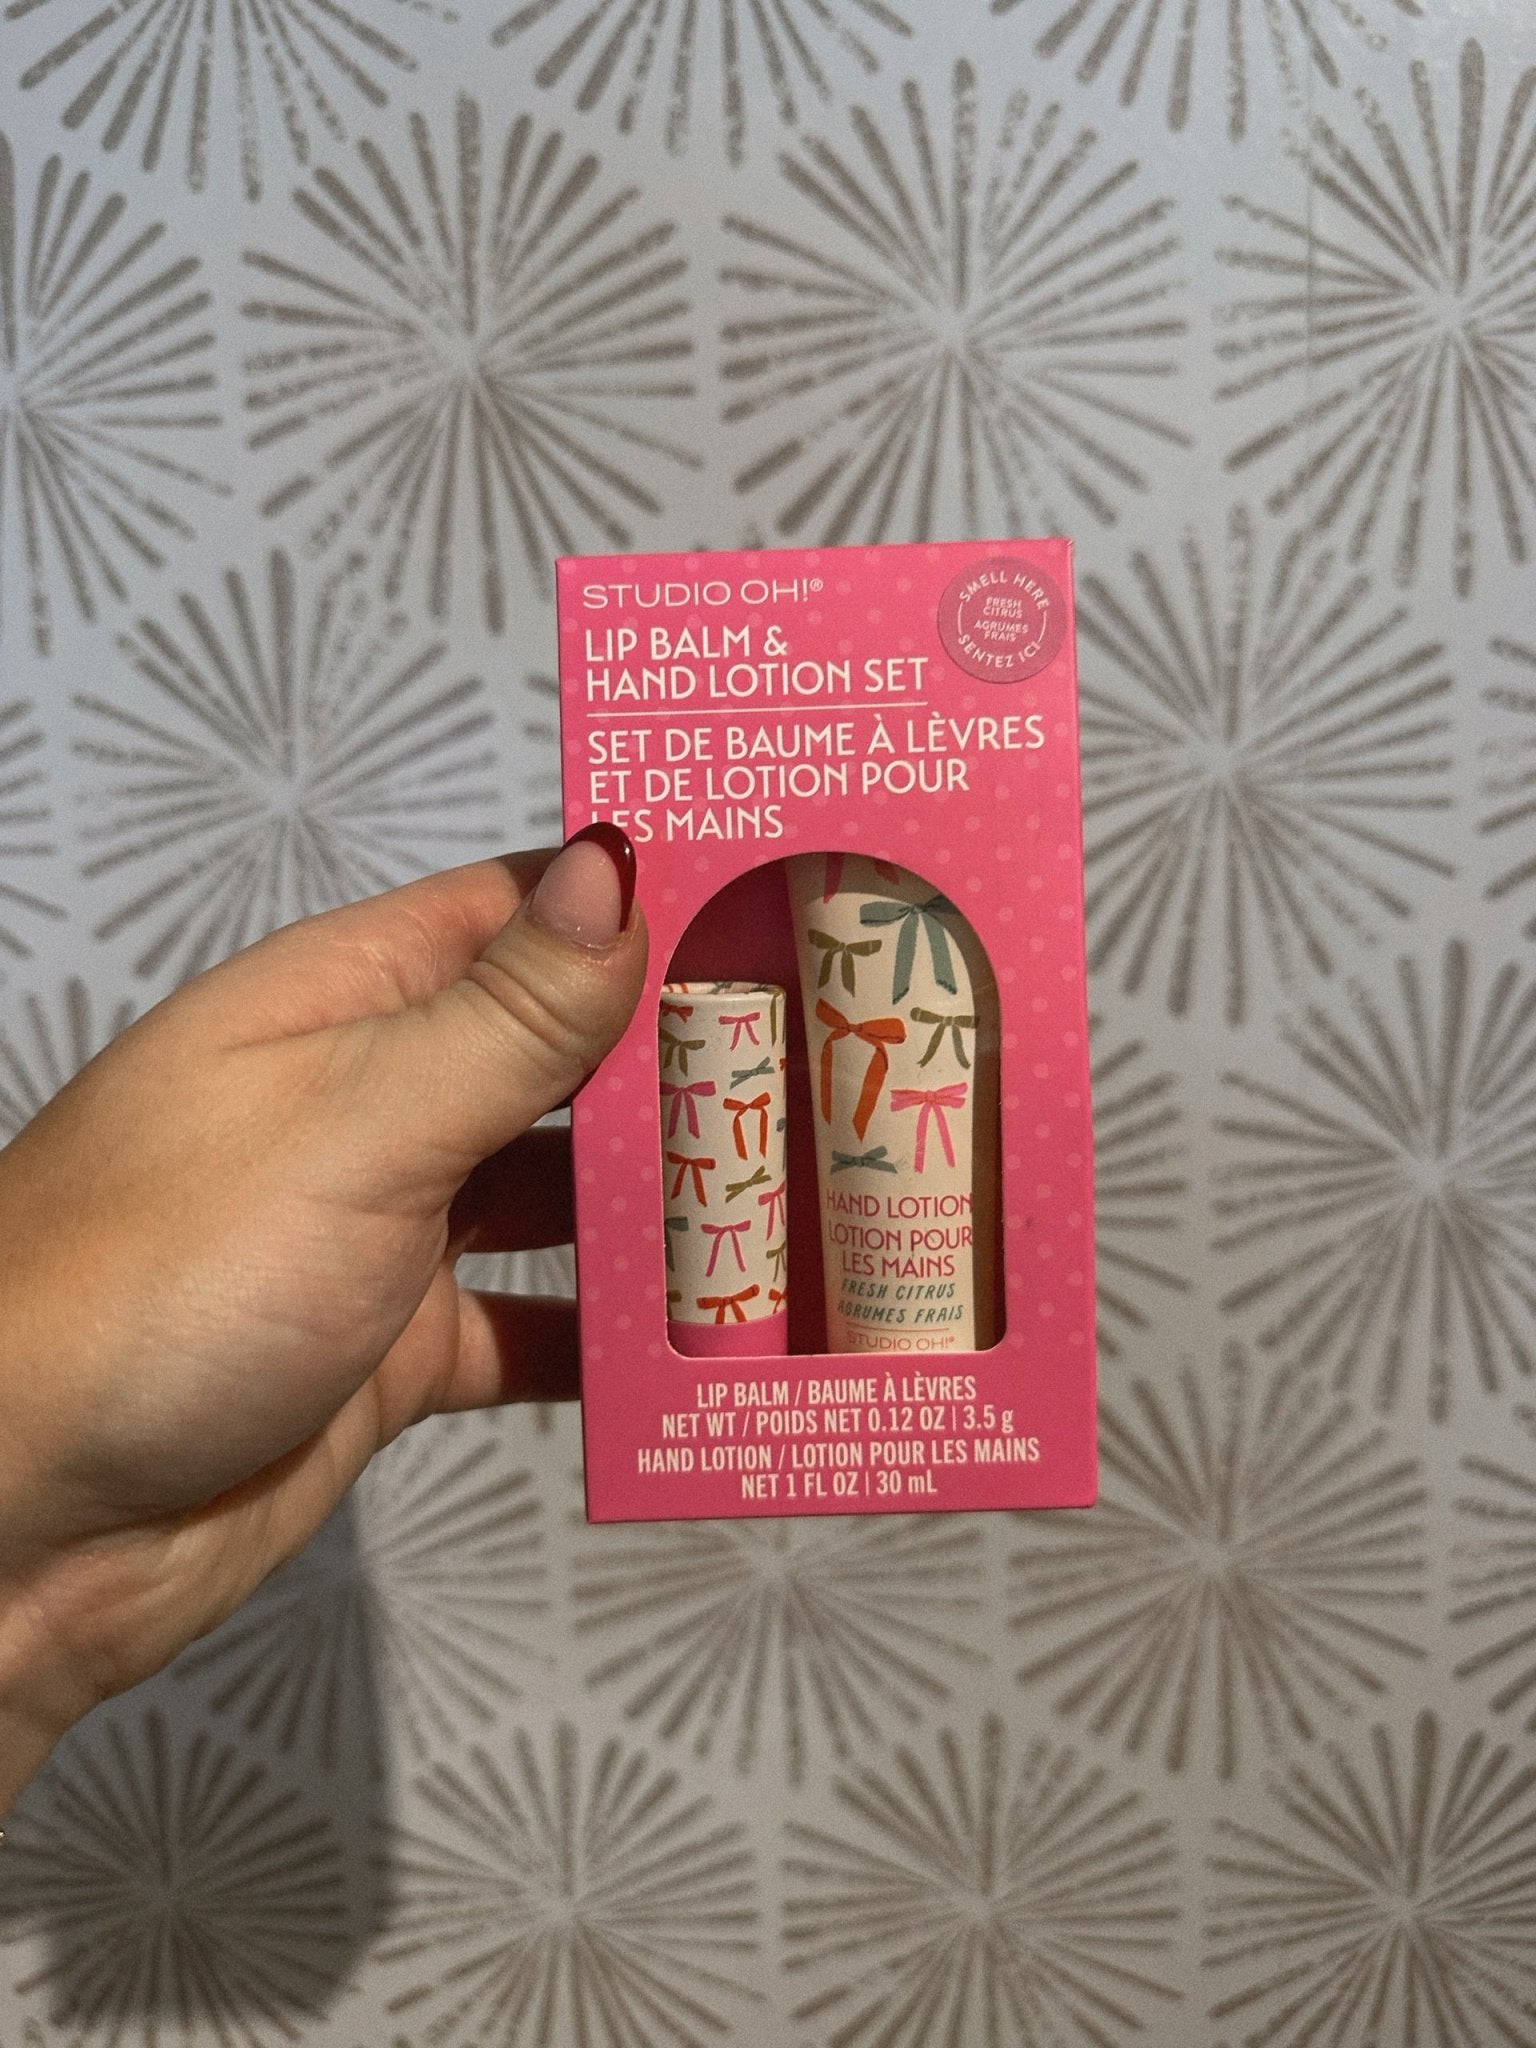 STUDIO OH!®
LIP BALM &
HAND LOTION SET
SET DE BAUME À LÈVRES
ET DE LOTION POUR
LES MAINS
SMELL HERE
FRESH
CITRUS
AGRUMES
FRAIS
SENTEZ ICI
HAND LOTION
LOTION POUR
LES MAINS
FRESH CITRUS
AGRUMES FRAIS
STUDIO OH!®
LIP BALM / BAUME À LÈVRES
NET WT / POIDS NET 0.12 OZ | 3.5 g
HAND LOTION / LOTION POUR LES MAINS
NET 1 FL OZ | 30 mL